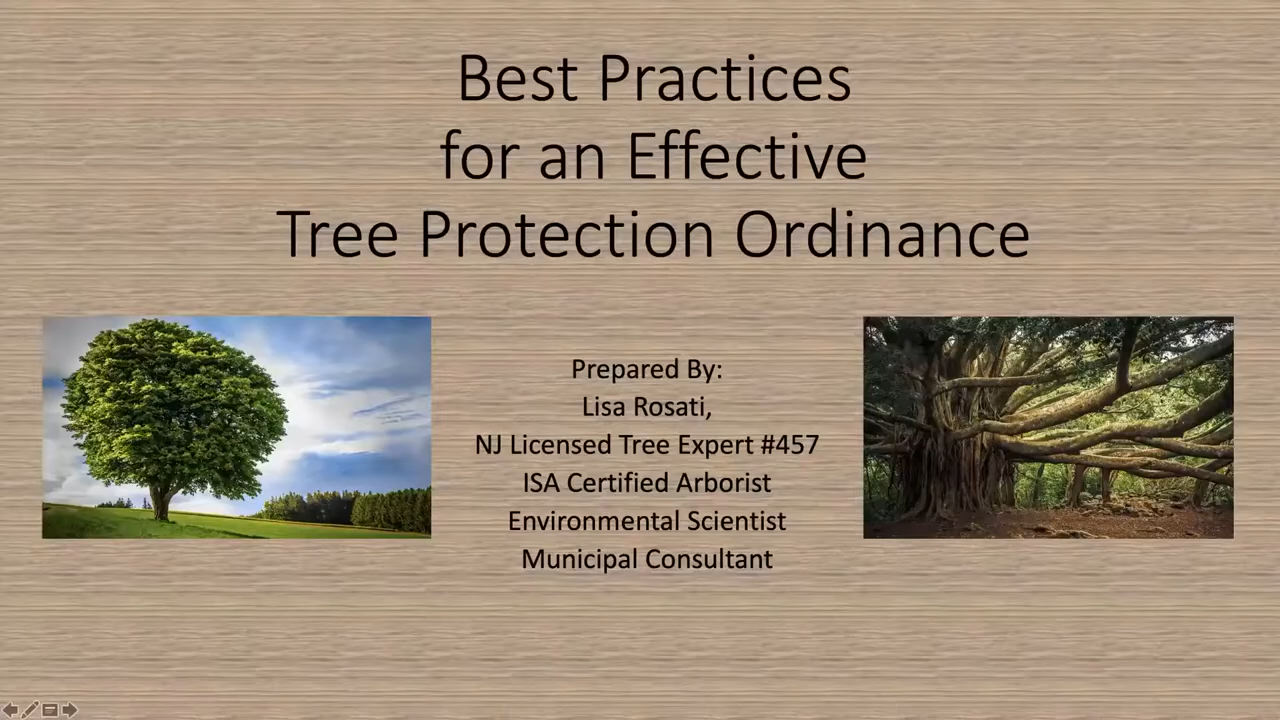 Best Practices
for an Effective
Tree Protection Ordinance
Prepared By:
Lisa Rosati,
NJ Licensed Tree Expert #457
ISA Certified Arborist
Environmental Scientist
Municipal Consultant